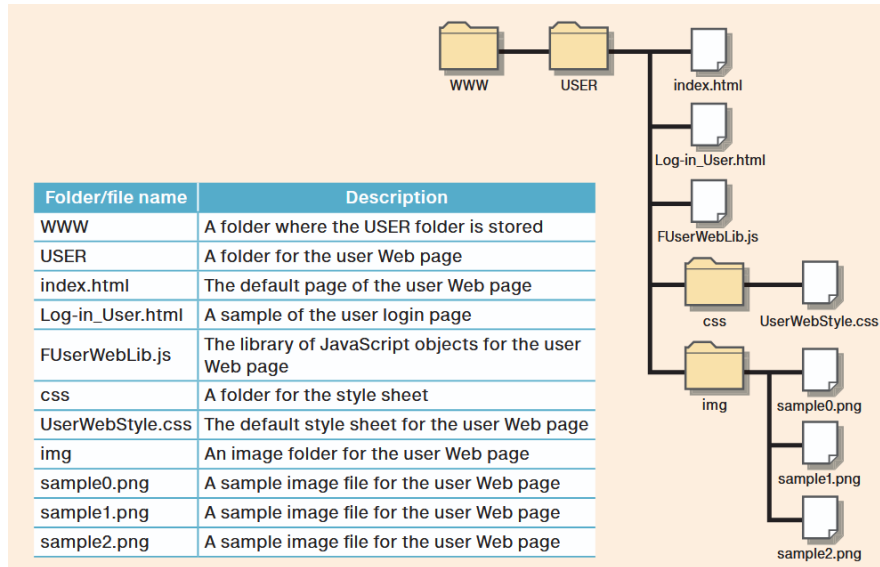 WWW
USER
index.html
Log-in_User.html
FUserWebLib.js
css
UserWebStyle.css
img
sample0.png
sample1.png
sample2.png
Folder/file name Description
WWW A folder where the USER folder is stored
USER A folder for the user Web page
index.html The default page of the user Web page
Log-in_User.html A sample of the user login page
FUserWebLib.js The library of JavaScript objects for the user
Web page
css A folder for the style sheet
UserWebStyle.css The default style sheet for the user Web page
img An image folder for the user Web page
sample0.png A sample image file for the user Web page
sample1.png A sample image file for the user Web page
sample2.png A sample image file for the user Web page